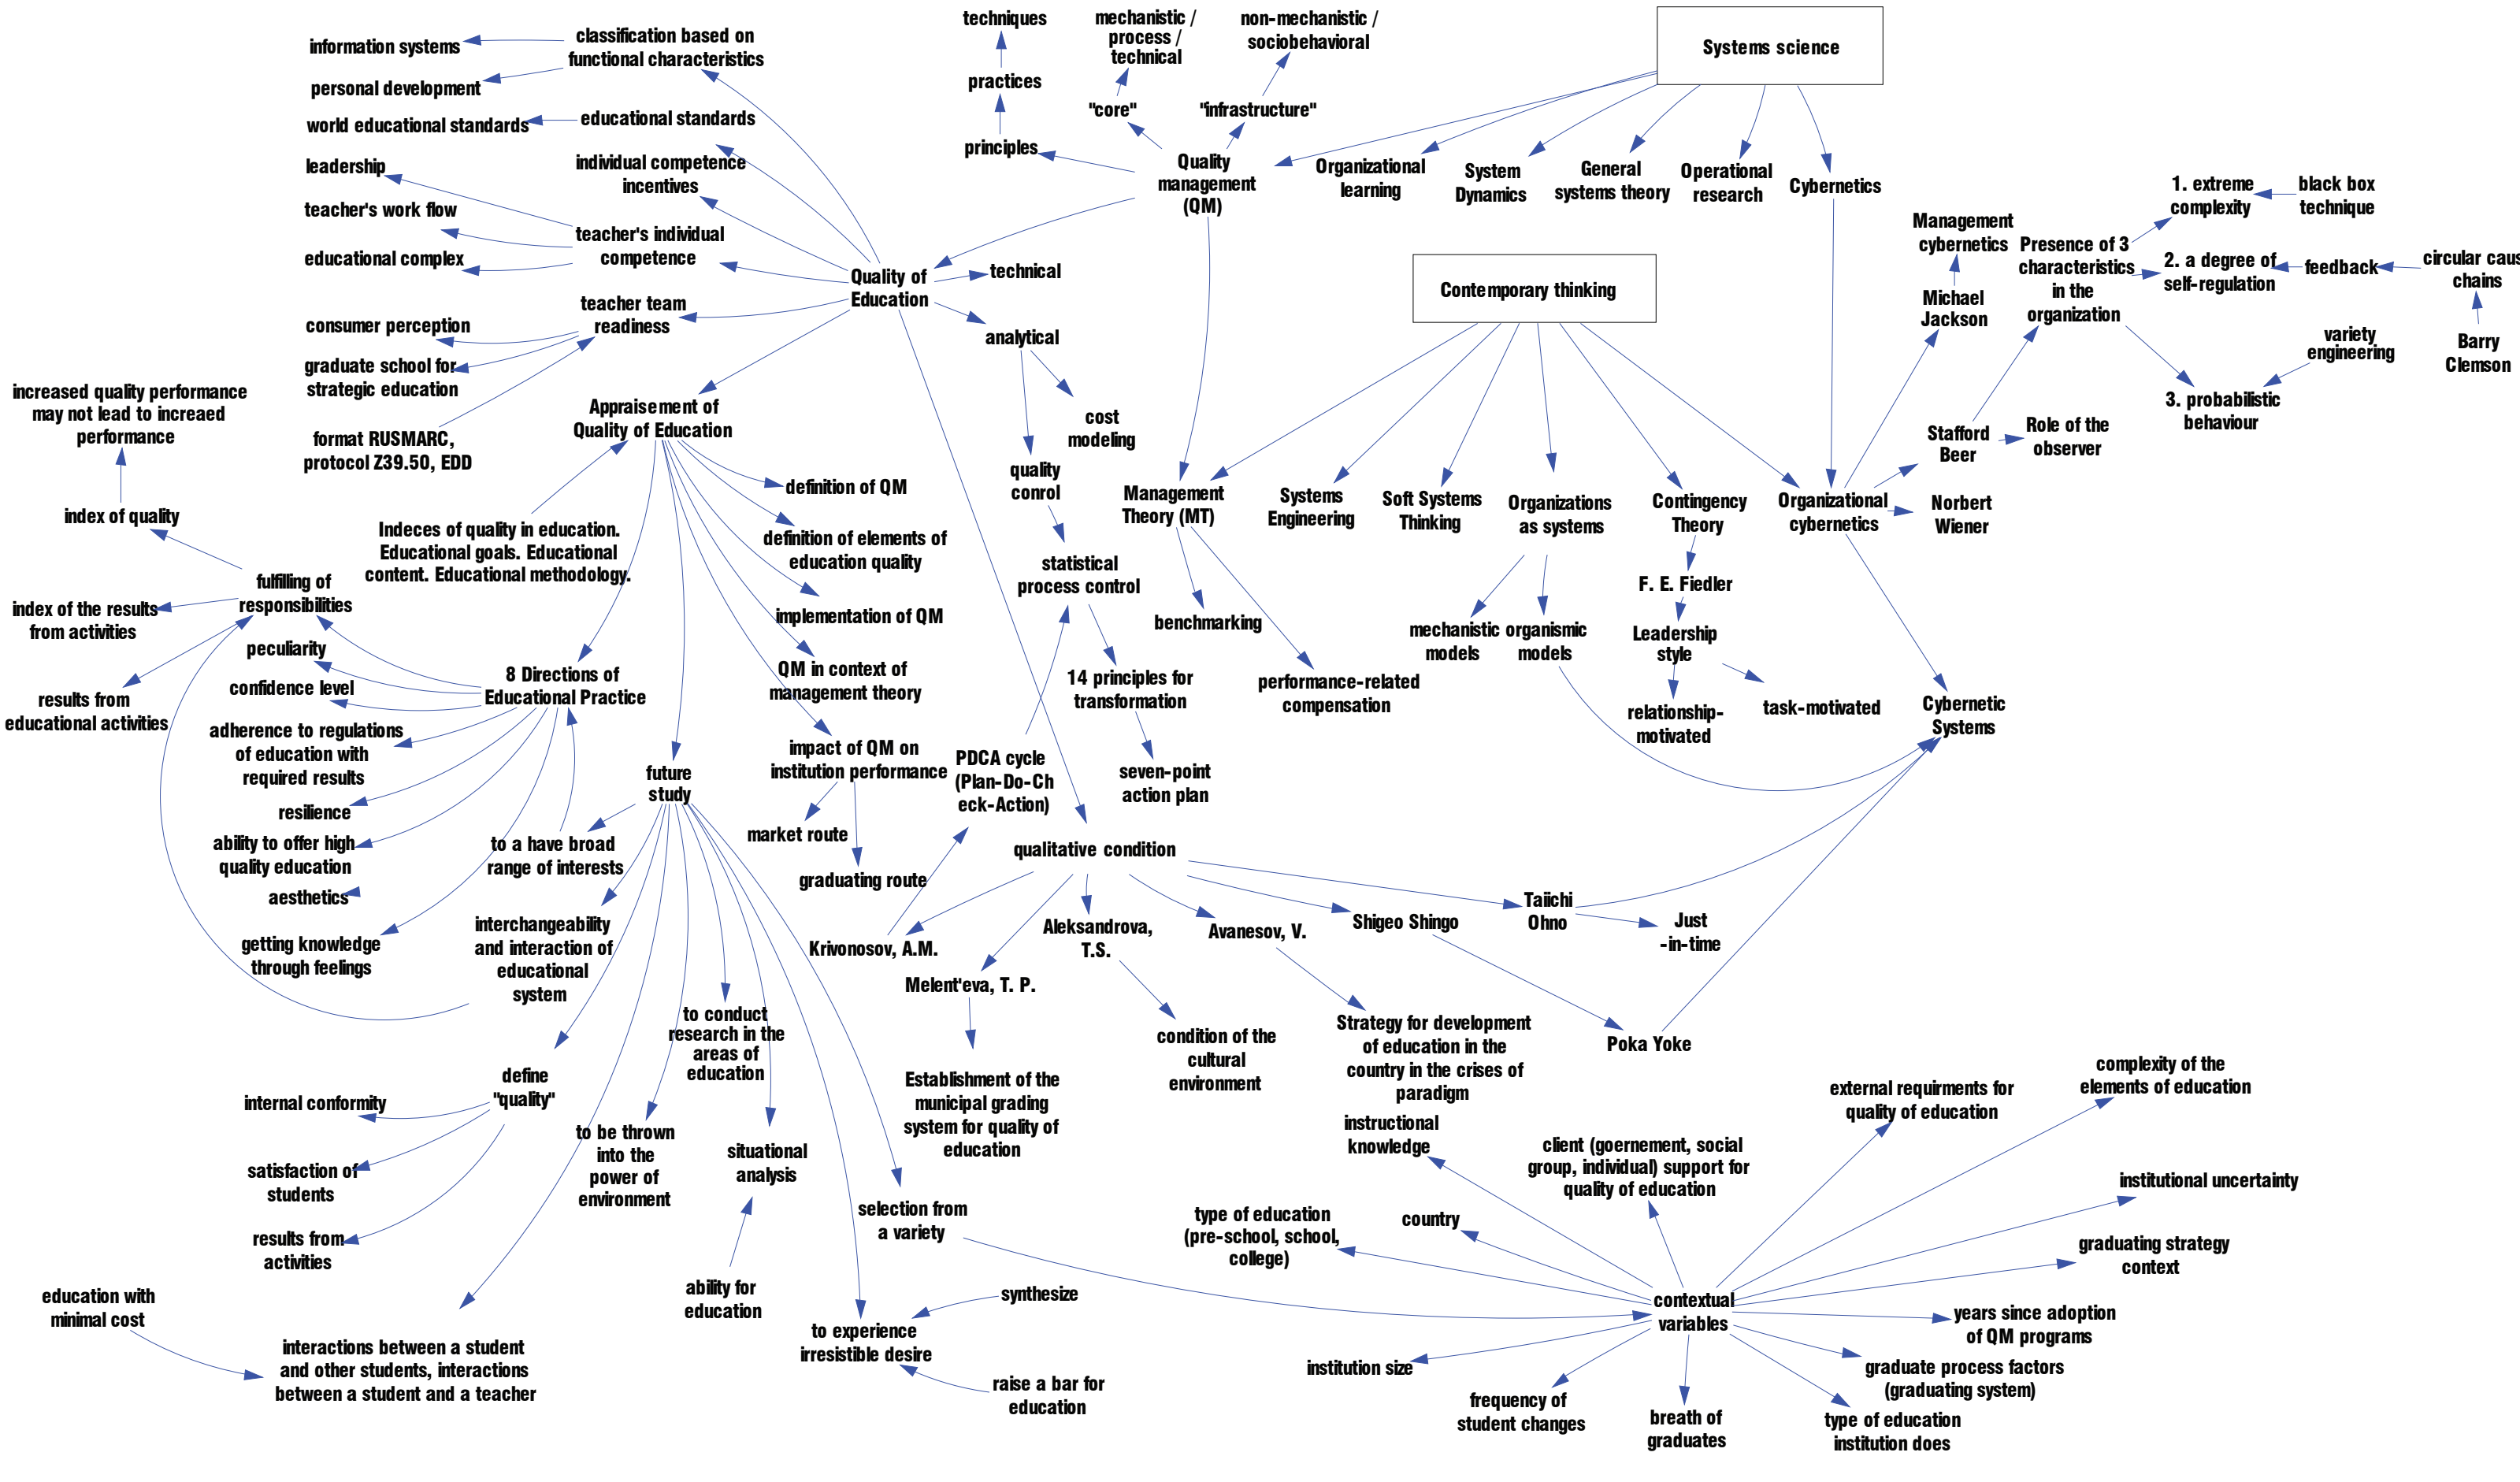 techniques
mechanistic /
process /
technical
non-mechanistic /
sociobehavioral
Systems science
information systems
classification based on
functional characteristics
personal development
practices
"core"
"infrastructure"
world educational standards
educational standards
principles
Quality
management
(QM)
Organizational
learning
System
Dynamics
General
systems theory
Operational
research
Cybernetics
leadership
individual competence
incentives
1. extreme
complexity
black box
technique
teacher's work flow
teacher's individual
competence
educational complex
Management
cybernetics
Presence of 3
characteristics
in the
organization
2. a degree of
self-regulation
feedback
circular caus
chains
Quality of
Education
technical
Contemporary thinking
Michael
Jackson
teacher team
readiness
consumer perception
analytical
variety
engineering
Barry
Clemson
graduate school for
strategic education
increased quality performance
may not lead to increaed
performance
Appraisement of
Quality of Education
cost
modeling
3. probabilistic
behaviour
format RUSMARC,
protocol Z39.50, EDD
Stafford
Beer
Role of the
observer
quality
conrol
definition of QM
Management
Theory (MT)
Systems
Engineering
Soft Systems
Thinking
Organizations
as systems
Contingency
Theory
Organizational
cybernetics
Norbert
Wiener
index of quality
Indeces of quality in education.
Educational goals. Educational
content. Educational methodology.
definition of elements of
education quality
statistical
process control
F. E. Fiedler
fulfilling of
responsibilities
index of the results
from activities
implementation of QM
benchmarking
mechanistic
models
organismic
models
Leadership
style
peculiarity
8 Directions of
Educational Practice
QM in context of
management theory
14 principles for
transformation
performance-related
compensation
confidence level
results from
educational activities
relationship-
motivated
task-motivated
Cybernetic
Systems
adherence to regulations
of education with
required results
future
study
impact of QM on
institution performance
PDCA cycle
(Plan-Do-Ch
eck-Action)
seven-point
action plan
resilience
market route
ability to offer high
quality education
to a have broad
range of interests
qualitative condition
graduating route
aesthetics
interchangeability
and interaction of
educational
system
getting knowledge
through feelings
Krivonosov, A.M.
Aleksandrova,
T.S.
Avanesov, V.
Shigeo Shingo
Taiichi
Ohno
Just
-in-time
Melent'eva, T. P.
to conduct
research in the
areas of
education
condition of the
cultural
environment
Strategy for development
of education in the
country in the crises of
paradigm
Poka Yoke
define
"quality"
internal conformity
Establishment of the
municipal grading
system for quality of
education
external requirments for
quality of education
complexity of the
elements of education
to be thrown
into the
power of
environment
situational
analysis
instructional
knowledge
client (goernement, social
group, individual) support for
quality of education
satisfaction of
students
institutional uncertainty
selection from
a variety
type of education
(pre-school, school,
college)
country
results from
activities
graduating strategy
context
education with
minimal cost
ability for
education
synthesize
contextual
variables
years since adoption
of QM programs
to experience
irresistible desire
interactions between a student
and other students, interactions
between a student and a teacher
raise a bar for
education
institution size
graduate process factors
(graduating system)
frequency of
student changes
breath of
graduates
type of education
institution does